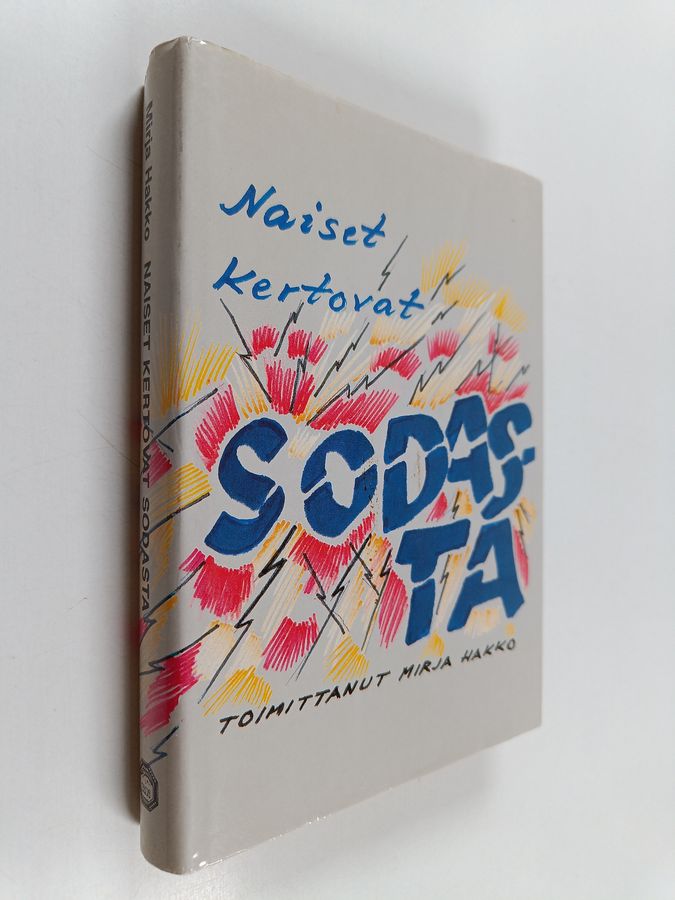 Naiset
kertovat
SODAS-
TA
TOIMITTANUT MIRJA HAKKO
Mirja Hakko NAISET KERTOVAT SODASTA